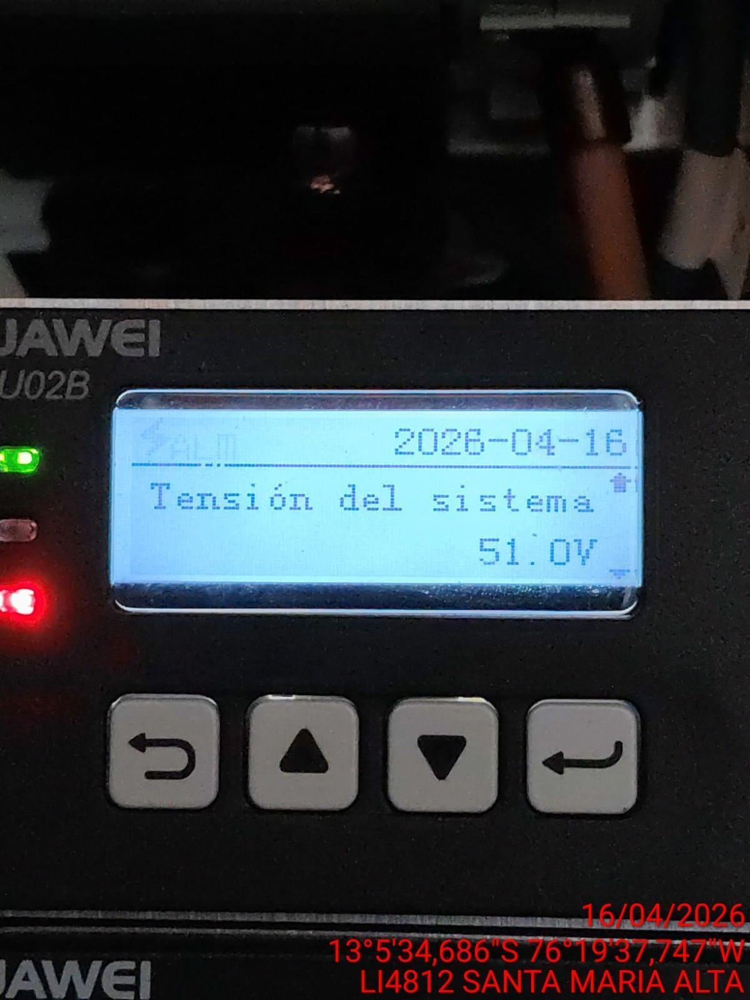 UAWEI
U02B
ALM 2026-04-16
Tensión del sistema
51.0V
16/04/2026
13°5'34,686"S 76°19'37,747"W
LI4812 SANTA MARIA ALTA
JAWEI